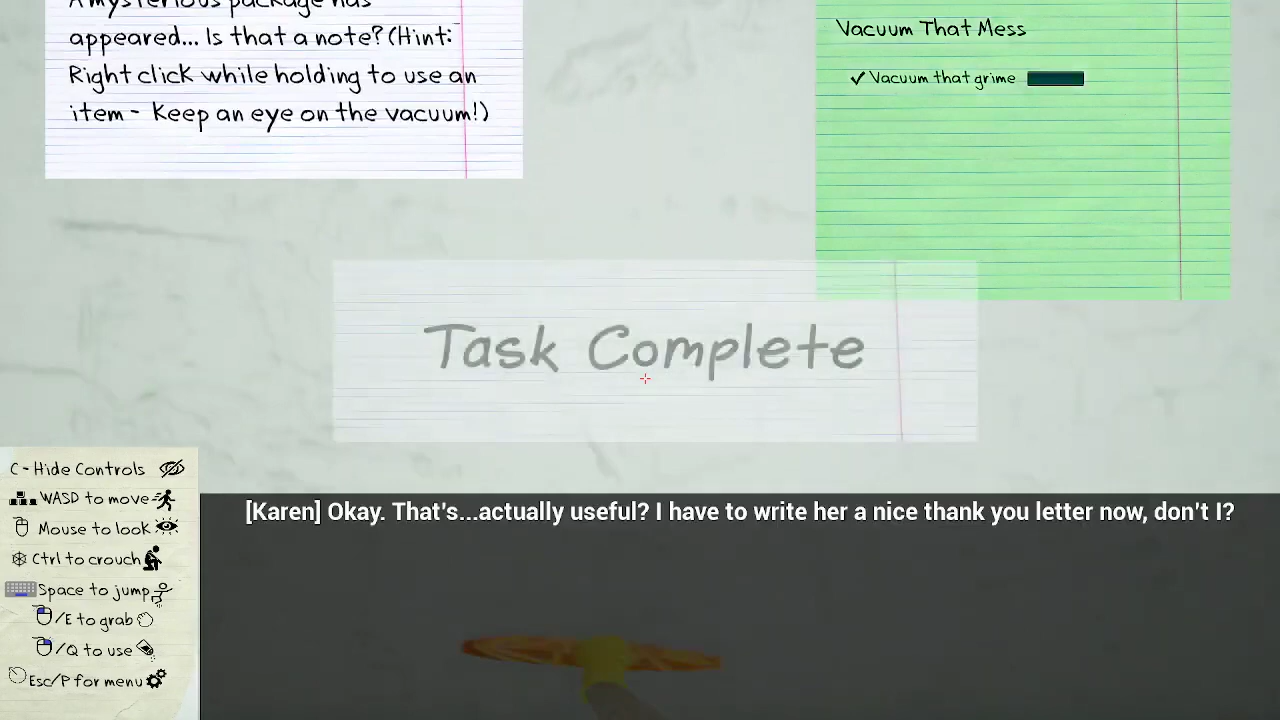 A mysterious package has
appeared... Is that a note? (Hint:
Right click while holding to use an
item - Keep an eye on the vacuum!)
Vacuum That Mess
✓ Vacuum that grime
Task Complete
C - Hide Controls
WASD to move
Mouse to look
Ctrl to crouch
Space to jump
/E to grab
/Q to use
Esc/P for menu
[Karen] Okay. That's...actually useful? I have to write her a nice thank you letter now, don't I?